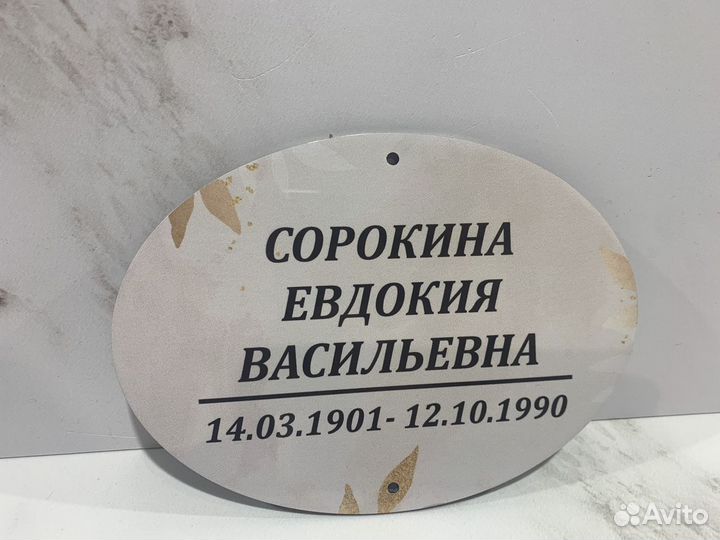 СОРОКИНА
ЕВДОКИЯ
ВАСИЛЬЕВНА
14.03.1901- 12.10.1990
Avito